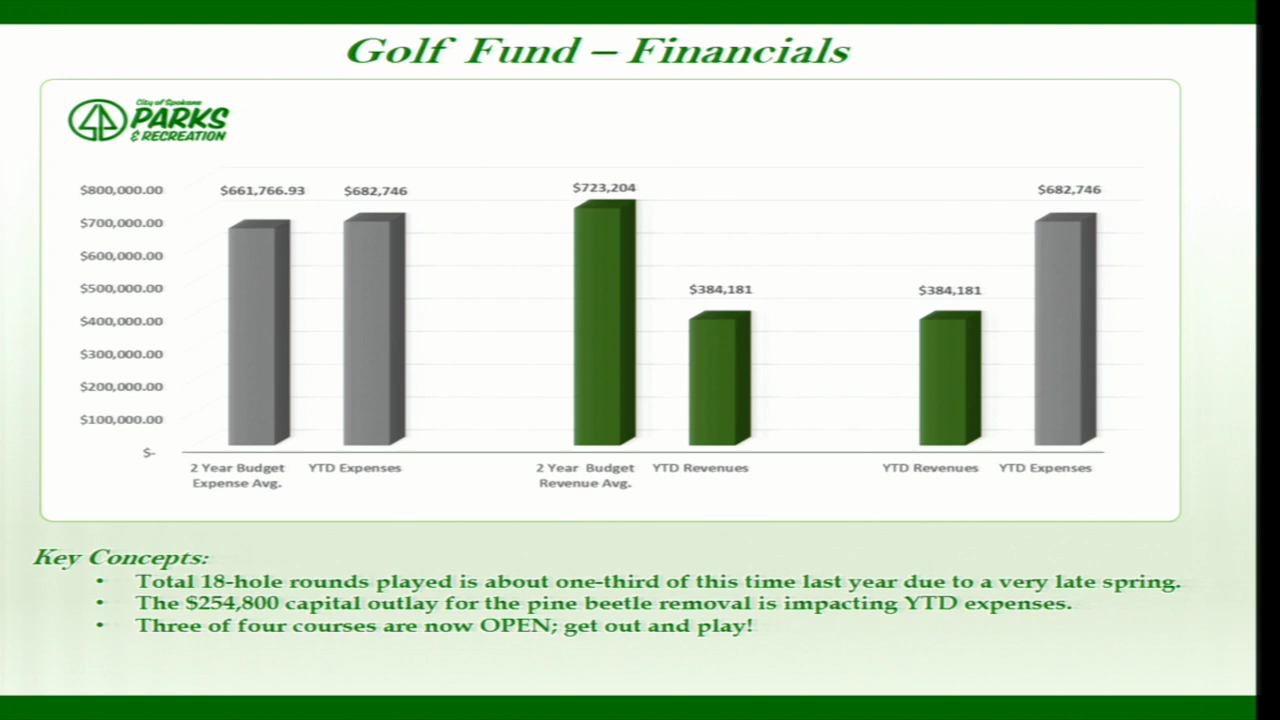 Golf Fund – Financials
City of Spokane
PARKS
& RECREATION
$800,000.00
$700,000.00
$600,000.00
$500,000.00
$400,000.00
$300,000.00
$200,000.00
$100,000.00
$-
$661,766.93
$682,746
$723,204
$384,181
$384,181
$682,746
2 Year Budget
Expense Avg.
YTD Expenses
2 Year Budget
Revenue Avg.
YTD Revenues
YTD Revenues
YTD Expenses
Key Concepts:
• Total 18-hole rounds played is about one-third of this time last year due to a very late spring.
• The $254,800 capital outlay for the pine beetle removal is impacting YTD expenses.
• Three of four courses are now OPEN; get out and play!